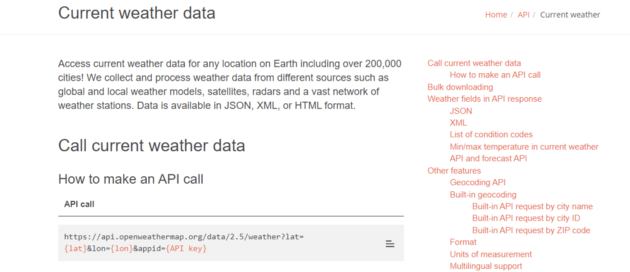 Current weather data
Home / API / Current weather
Access current weather data for any location on Earth including over 200,000
cities! We collect and process weather data from different sources such as
global and local weather models, satellites, radars and a vast network of
weather stations. Data is available in JSON, XML, or HTML format.
Call current weather data
How to make an API call
API call
https://api.openweathermap.org/data/2.5/weather?lat=
{lat}&lon={lon}&appid={API key}
Call current weather data
How to make an API call
Bulk downloading
Weather fields in API response
JSON
XML
List of condition codes
Min/max temperature in current weather
API and forecast API
Other features
Geocoding API
Built-in geocoding
Built-in API request by city name
Built-in API request by city ID
Built-in API request by ZIP code
Format
Units of measurement
Multilingual support